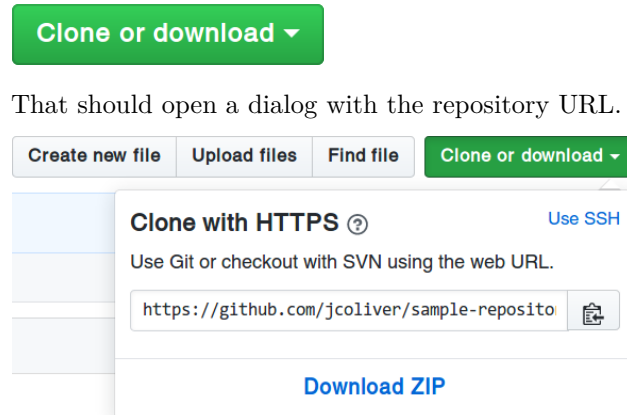 Clone or download
That should open a dialog with the repository URL.
Create new file Upload files Find file Clone or download
Clone with HTTPS ? Use SSH
Use Git or checkout with SVN using the web URL.
https://github.com/jcoliver/sample-reposito
Download ZIP